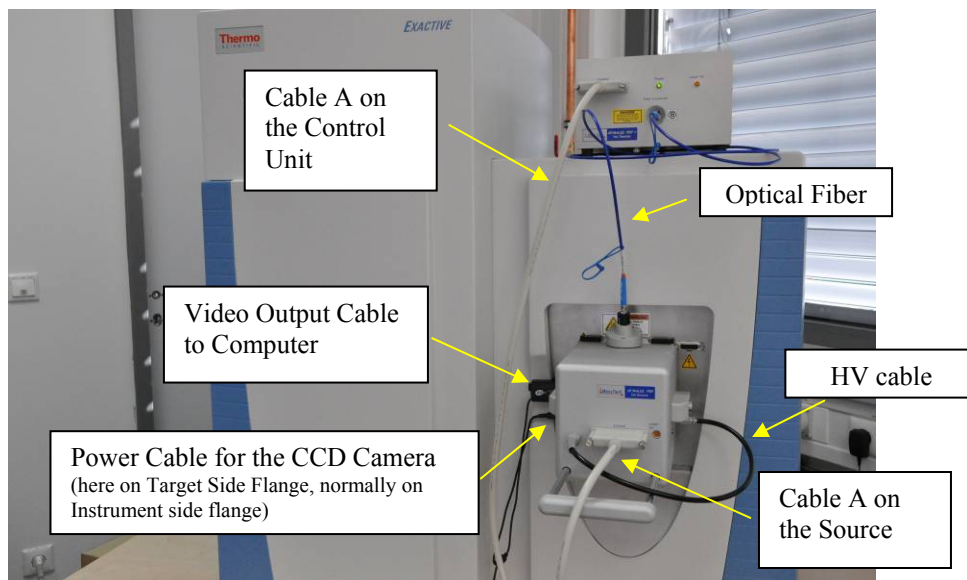 Thermo
SCIENTIFIC
EXACTIVE
Cable A on
the Control
Unit
Optical Fiber
Video Output Cable
to Computer
HV cable
Power Cable for the CCD Camera
(here on Target Side Flange, normally on
Instrument side flange)
Cable A on
the Source